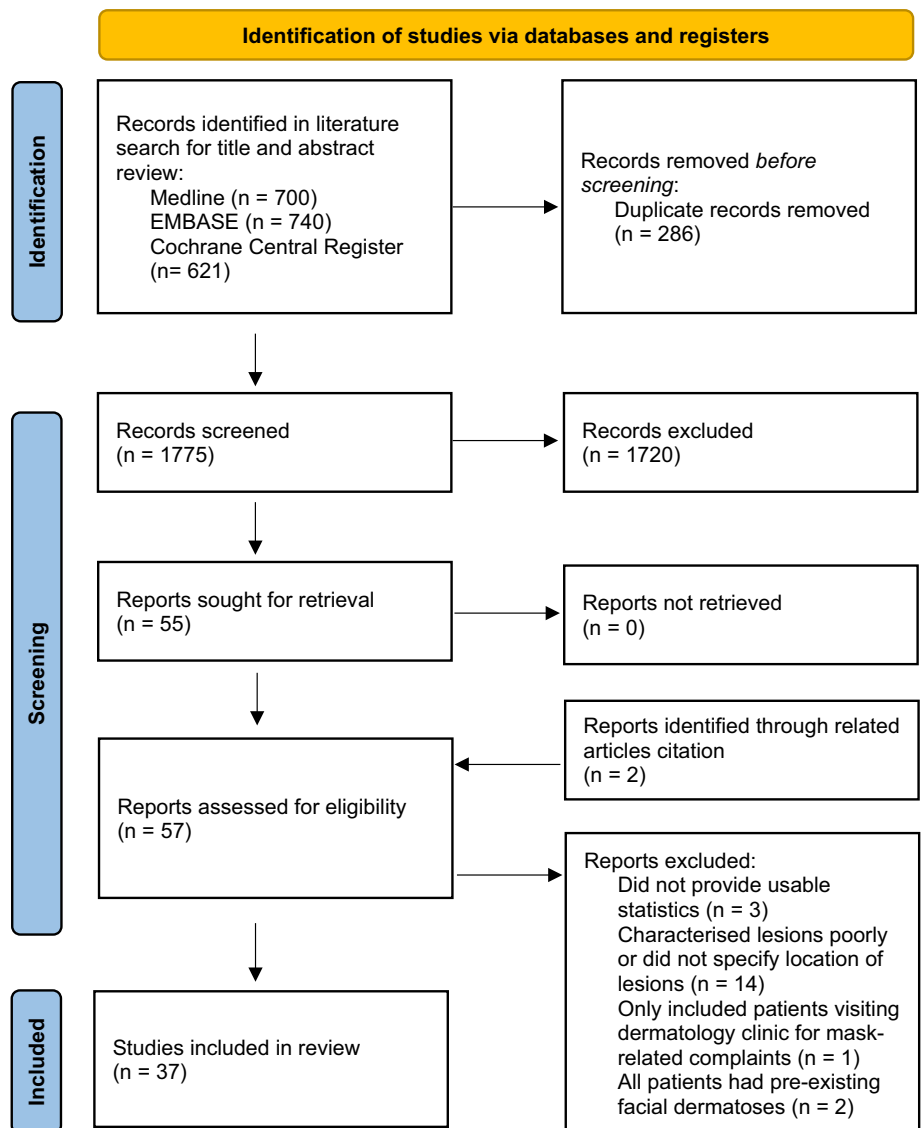 Identification of studies via databases and registers
Identification
Records identified in literature
search for title and abstract
review:
Medline (n = 700)
EMBASE (n = 740)
Cochrane Central Register
(n= 621)
Records removed before
screening:
Duplicate records removed
(n = 286)
Screening
Records screened
(n = 1775)
Records excluded
(n = 1720)
Reports sought for retrieval
(n = 55)
Reports not retrieved
(n = 0)
Reports identified through related
articles citation
(n = 2)
Reports assessed for eligibility
(n = 57)
Reports excluded:
Did not provide usable
statistics (n = 3)
Characterised lesions poorly
or did not specify location of
lesions (n = 14)
Only included patients visiting
dermatology clinic for mask-
related complaints (n = 1)
All patients had pre-existing
facial dermatoses (n = 2)
Included
Studies included in review
(n = 37)